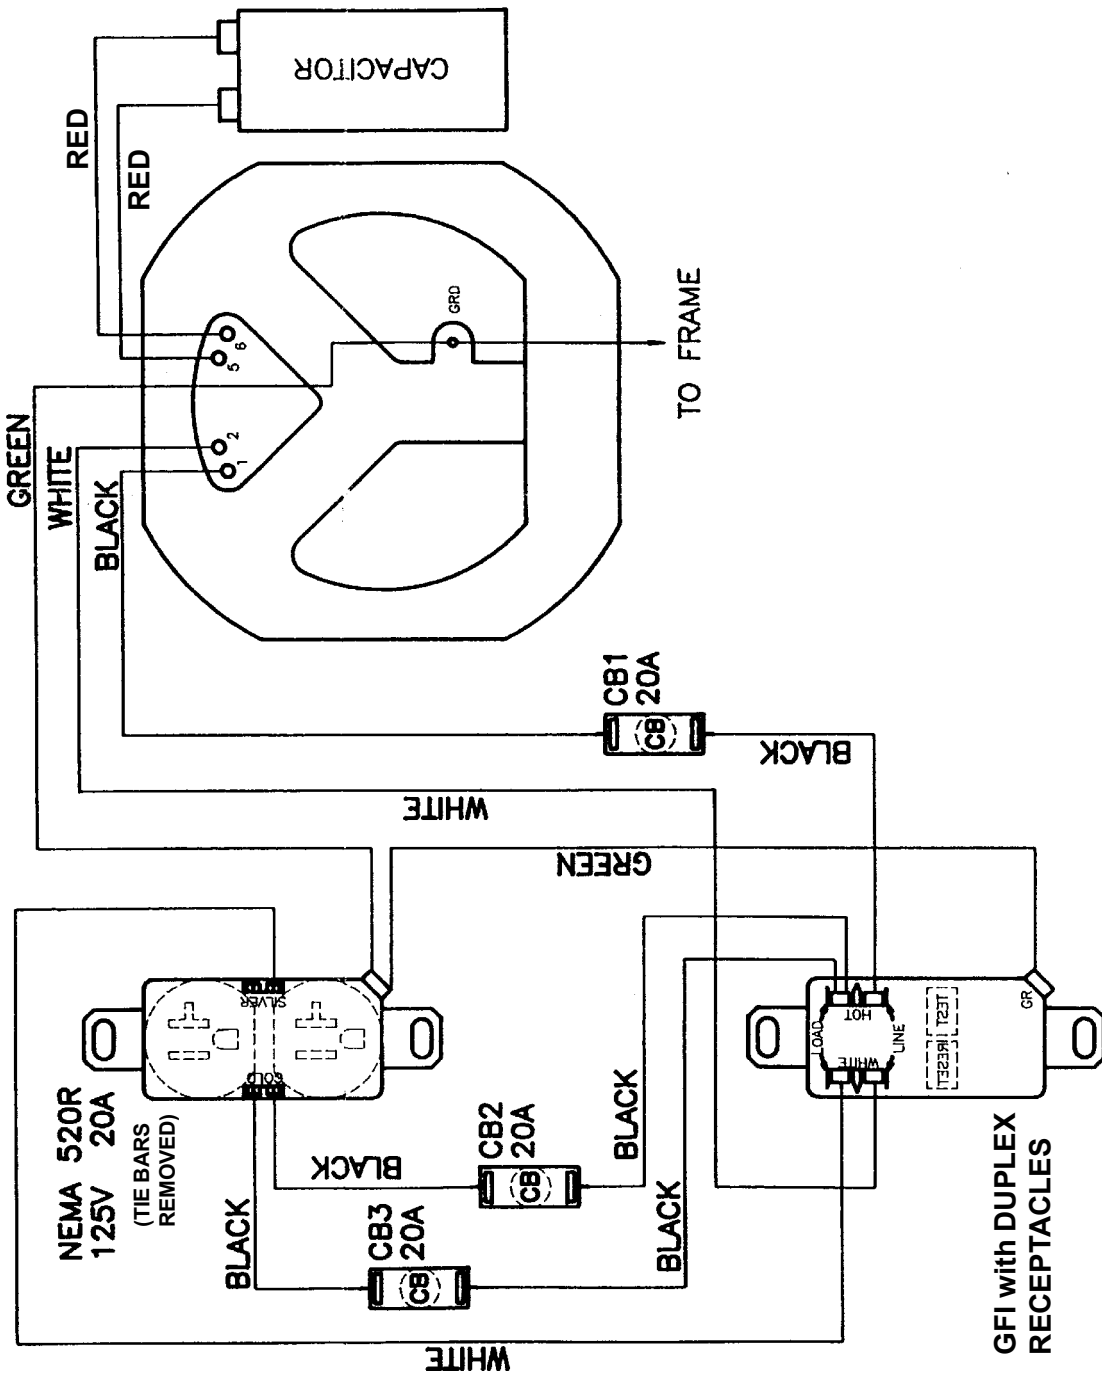 RED
RED
CAPACITOR
GREEN
WHITE
BLACK
1
2
5
6
GRD
TO FRAME
CB1
20A
CB
BLACK
WHITE
GREEN
NEMA 520R
125V 20A
(TIE BARS
REMOVED)
GOLD
SILVER
BLACK
BLACK
CB2
20A
CB
CB3
20A
CB
BLACK
BLACK
WHITE
LOAD
HOT
WHITE
LINE
RESET
TEST
GR
GFI with DUPLEX
RECEPTACLES